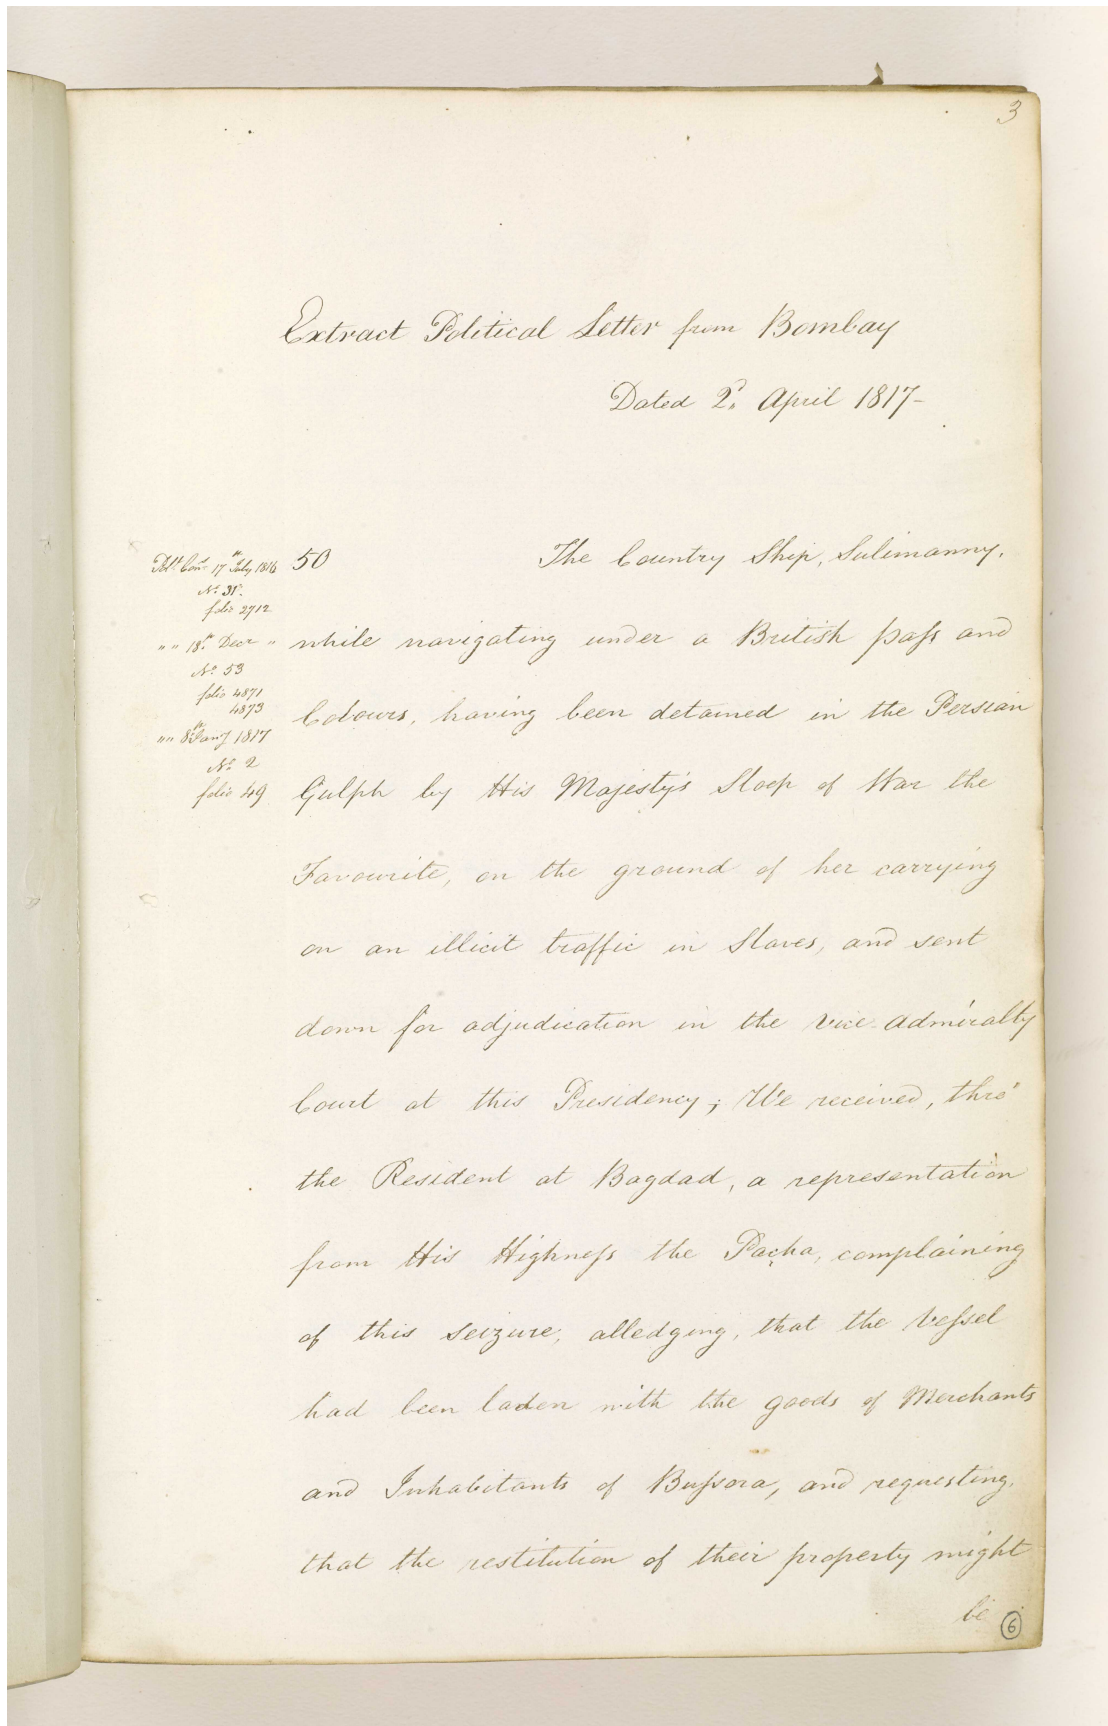 3
Extract Political Letter from Bombay
Dated 2d. April 1817-
Poll. Cons. 17th July 1816
No. 31.
folio 2712
"" 18th. Decr "
No. 53
folio 4871
4873
"" 8th Jany 1817
No. 2
folio 49
50 The Country Ship, Sulimanny,
while navigating under a British paſs and
Colours, having been detained in the Persian
Gulph by His Majesty's Sloop of War the
Favourite, on the ground of her carrying
on an illicit traffic in Slaves, and sent
down for adjudication in the Vice-Admiralty
Court at this Presidency; We received, thro'
the Resident at Bagdad, a representation
from His Highneſs the Pacha, complaining
of this seizure, alledging, that the Veſsel
had been laden with the goods of Merchants
and Inhabitants of Buſsora, and requesting,
that the restitution of their property might
be
6